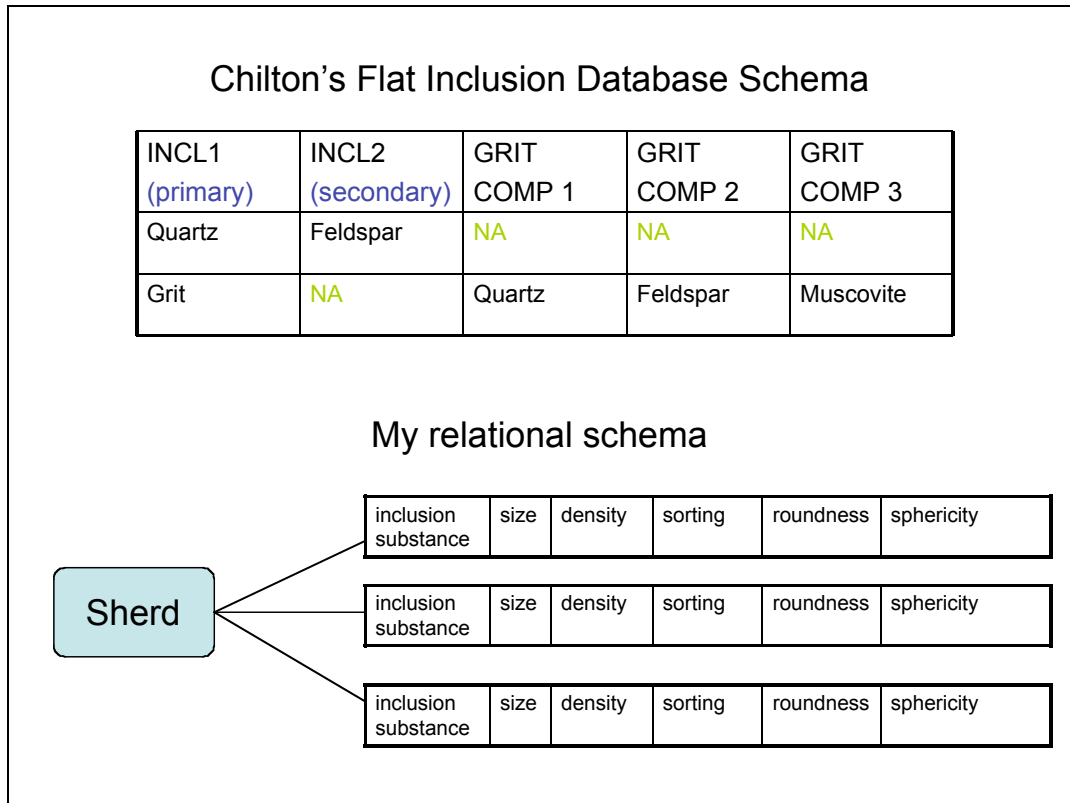 Chilton’s Flat Inclusion Database Schema
INCL1 INCL2 GRIT GRIT GRIT
(primary) (secondary) COMP 1 COMP 2 COMP 3
Quartz Feldspar NA NA NA
Grit NA Quartz Feldspar Muscovite
My relational schema
inclusion size density sorting roundness sphericity
substance
Sherd
inclusion size density sorting roundness sphericity
substance
inclusion size density sorting roundness sphericity
substance